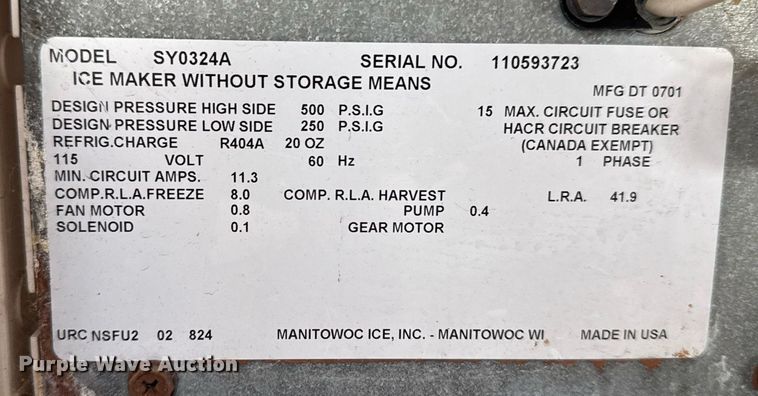 MODEL SY0324A SERIAL NO. 110593723
ICE MAKER WITHOUT STORAGE MEANS MFG DT 0701
DESIGN PRESSURE HIGH SIDE 500 P.S.I.G 15 MAX. CIRCUIT FUSE OR
DESIGN PRESSURE LOW SIDE 250 P.S.I.G HACR CIRCUIT BREAKER
REFRIG.CHARGE R404A 20 OZ (CANADA EXEMPT)
115 VOLT 60 Hz 1 PHASE
MIN. CIRCUIT AMPS. 11.3
COMP.R.L.A.FREEZE 8.0 COMP. R.L.A. HARVEST L.R.A. 41.9
FAN MOTOR 0.8 PUMP 0.4
SOLENOID 0.1 GEAR MOTOR
URC NSFU2 02 824 MANITOWOC ICE, INC. - MANITOWOC WI MADE IN USA
Purple Wave Auction